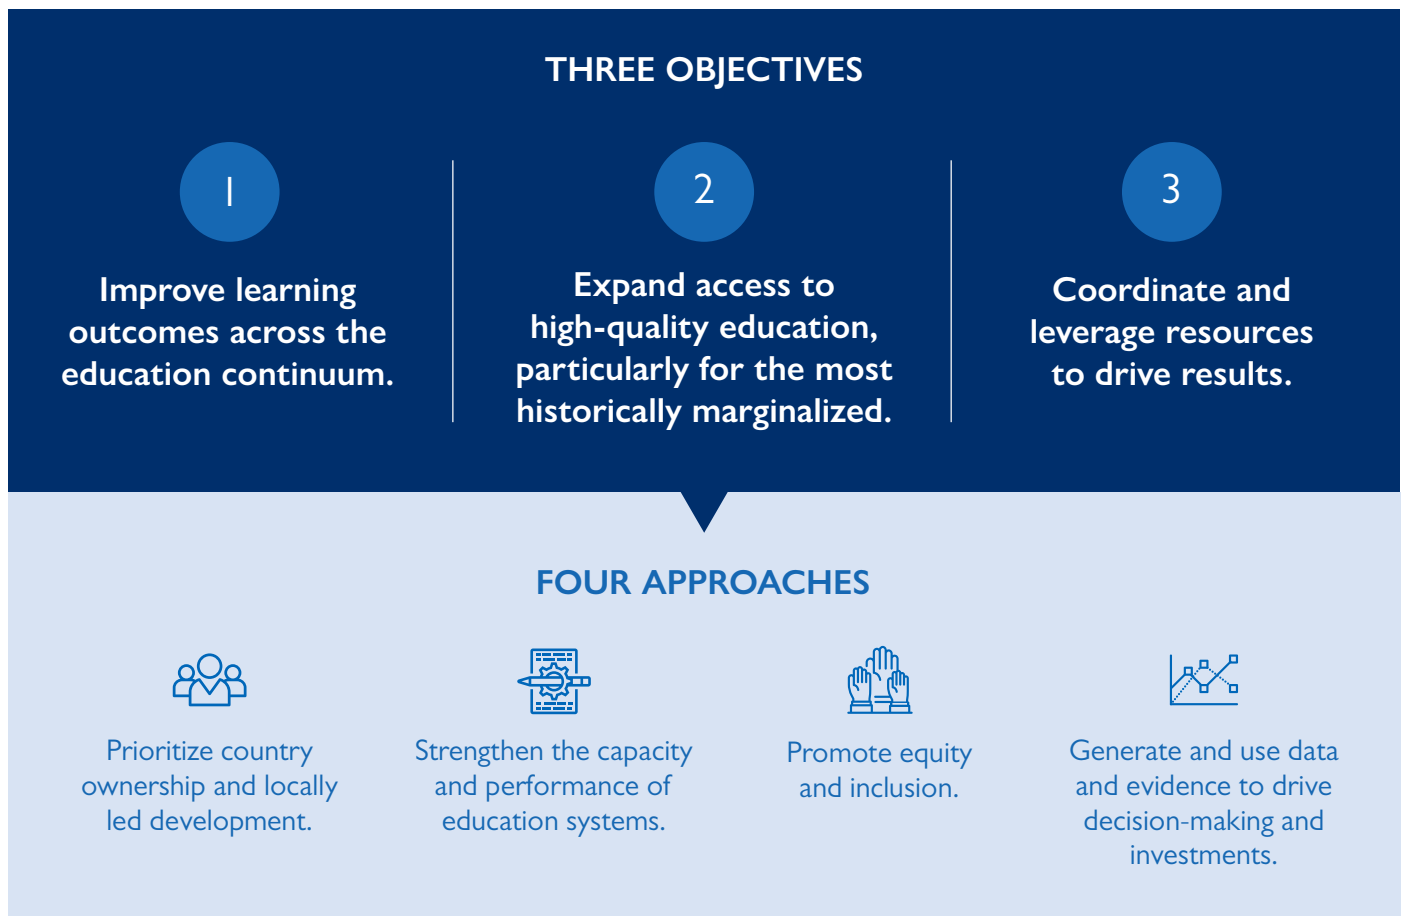 THREE OBJECTIVES
1
Improve learning
outcomes across the
education continuum.
2
Expand access to
high-quality education,
particularly for the most
historically marginalized.
3
Coordinate and
leverage resources
to drive results.
FOUR APPROACHES
Prioritize country
ownership and locally
led development.
Strengthen the capacity
and performance of
education systems.
Promote equity
and inclusion.
Generate and use data
and evidence to drive
decision-making and
investments.